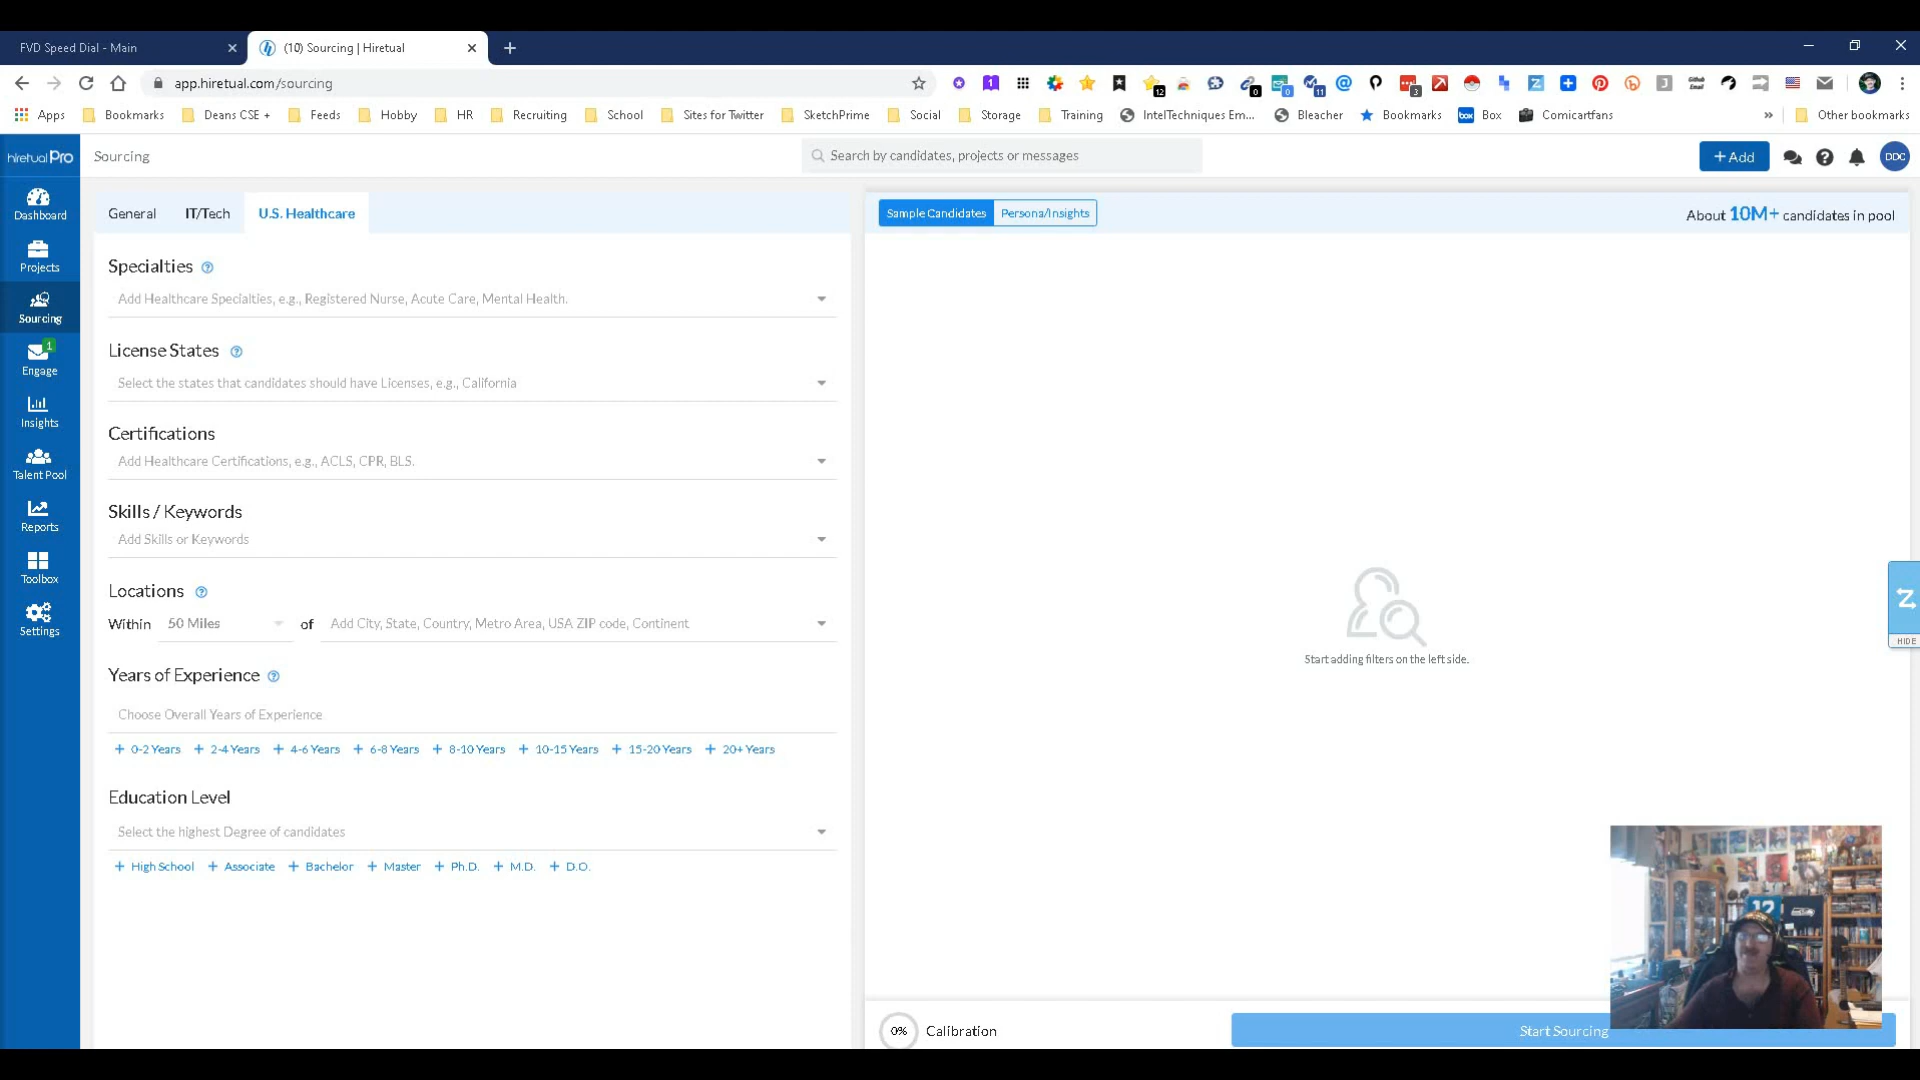 FVD Speed Dial - Main
(10) Sourcing | Hiretual
app.hiretual.com/sourcing
1
12
0
0
11
3
Apps
Bookmarks
Deans CSE +
Feeds
Hobby
HR
Recruiting
School
Sites for Twitter
SketchPrime
Social
Storage
Training
IntelTechniques Em...
Bleacher
Bookmarks
box
Box
Comicartfans
»
Other bookmarks
hiretual Pro
Sourcing
Search by candidates, projects or messages
+ Add
DDC
Dashboard
Projects
Sourcing
1
Engage
Insights
Talent Pool
Reports
Toolbox
Settings
General
IT/Tech
U.S. Healthcare
Specialties
Add Healthcare Specialties, e.g., Registered Nurse, Acute Care, Mental Health.
License States
Select the states that candidates should have Licenses, e.g., California
Certifications
Add Healthcare Certifications, e.g., ACLS, CPR, BLS.
Skills / Keywords
Add Skills or Keywords
Locations
Within 50 Miles of Add City, State, Country, Metro Area, USA ZIP code, Continent
Years of Experience
Choose Overall Years of Experience
+ 0-2 Years + 2-4 Years + 4-6 Years + 6-8 Years + 8-10 Years + 10-15 Years + 15-20 Years + 20+ Years
Education Level
Select the highest Degree of candidates
+ High School + Associate + Bachelor + Master + Ph.D. + M.D. + D.O.
Sample Candidates
Persona/Insights
About 10M+ candidates in pool
Start adding filters on the left side.
HIDE
12
0%
Calibration
Start Sourcing